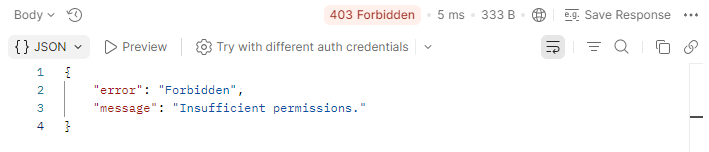 Body
403 Forbidden • 5 ms • 333 B • e.g. Save Response
{} JSON Preview Try with different auth credentials
1 {
2 "error": "Forbidden",
3 "message": "Insufficient permissions."
4 }